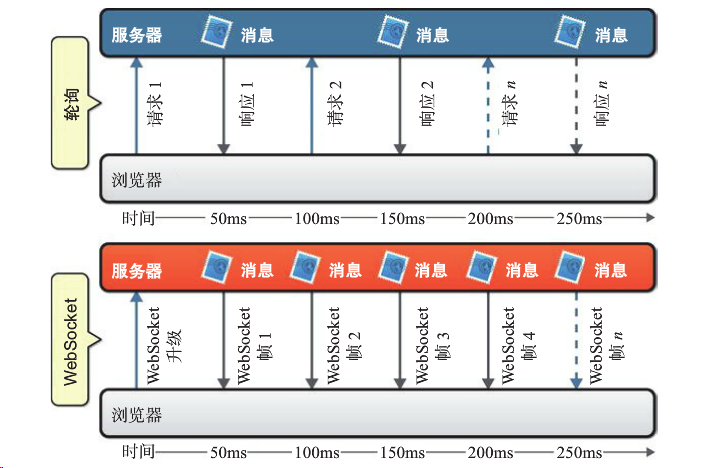 服务器 消息 消息 消息
轮询
请求 1
响应 1
请求 2
响应 2
请求 n
响应 n
浏览器
时间 50ms 100ms 150ms 200ms 250ms
服务器 消息 消息 消息 消息 消息
WebSocket
WebSocket
升级
WebSocket
帧 1
WebSocket
帧 2
WebSocket
帧 3
WebSocket
帧 4
WebSocket
帧 n
浏览器
时间 50ms 100ms 150ms 200ms 250ms